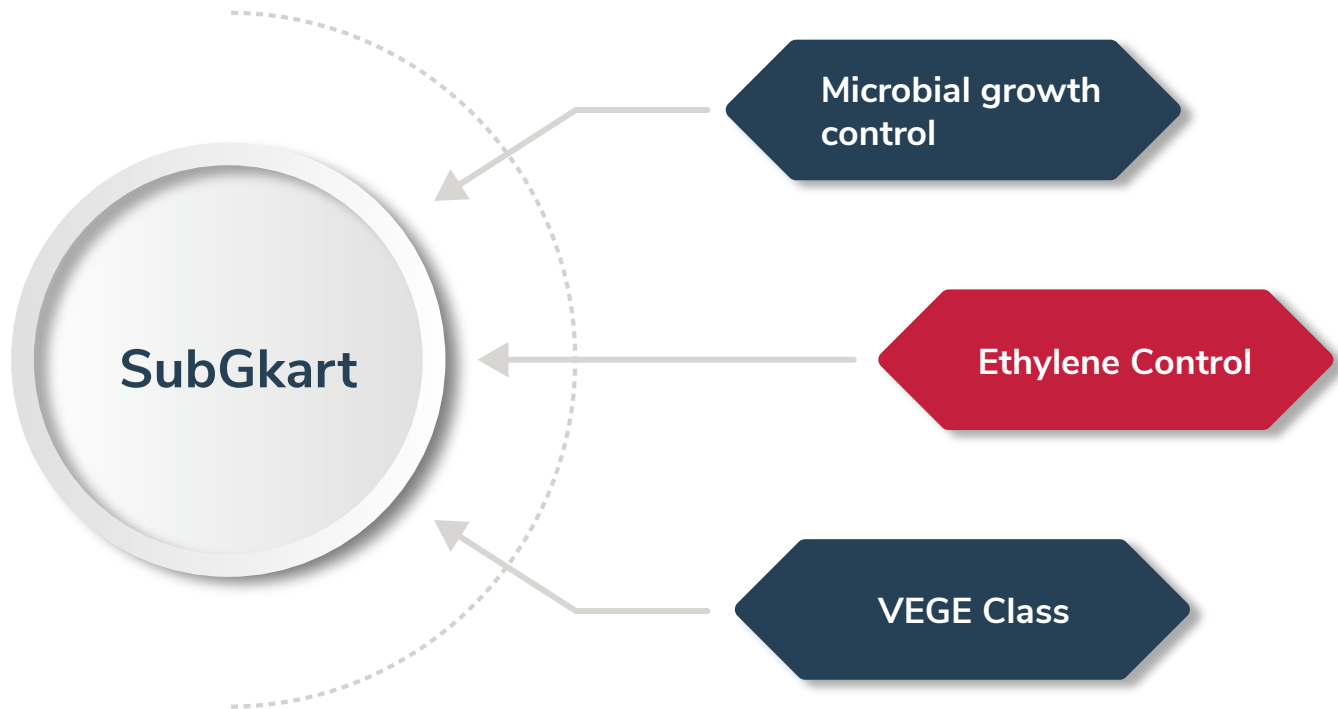 Microbial growth
control
SubGkart
Ethylene Control
VEGE Class